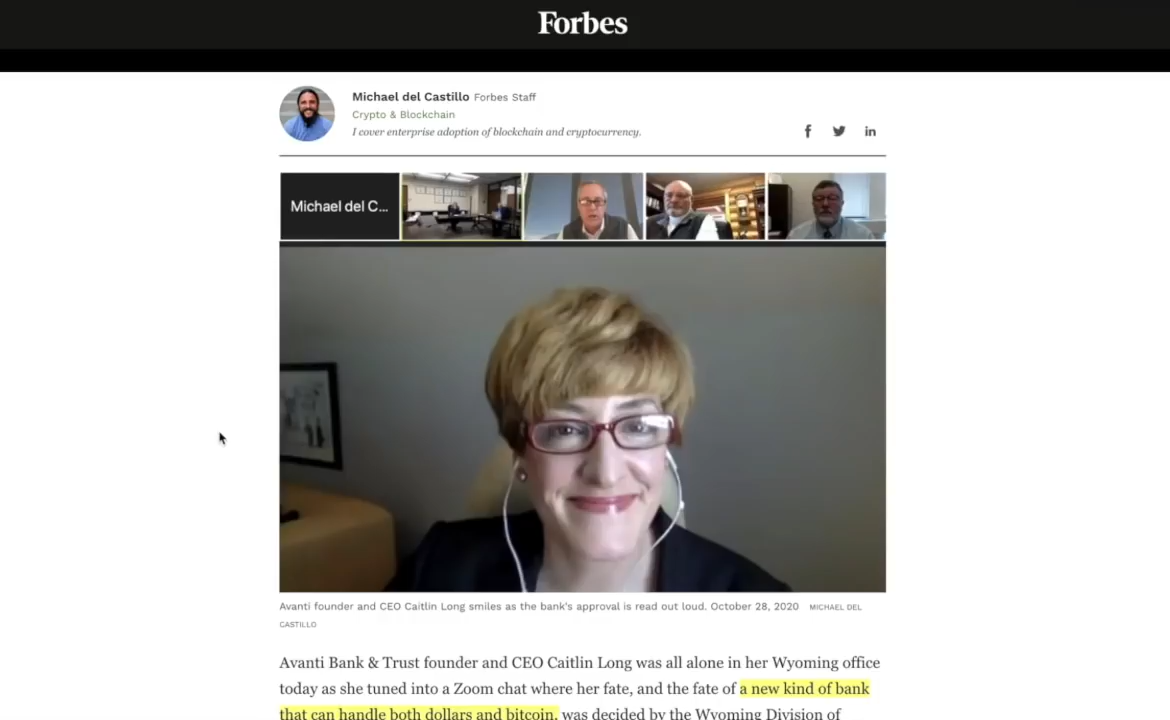 Forbes
Michael del Castillo Forbes Staff
Crypto & Blockchain
I cover enterprise adoption of blockchain and cryptocurrency.
Michael del C...
Avanti founder and CEO Caitlin Long smiles as the bank's approval is read out loud. October 28, 2020 MICHAEL DEL
CASTILLO
Avanti Bank & Trust founder and CEO Caitlin Long was all alone in her Wyoming office
today as she tuned into a Zoom chat where her fate, and the fate of a new kind of bank
that can handle both dollars and bitcoin, was decided by the Wyoming Division of